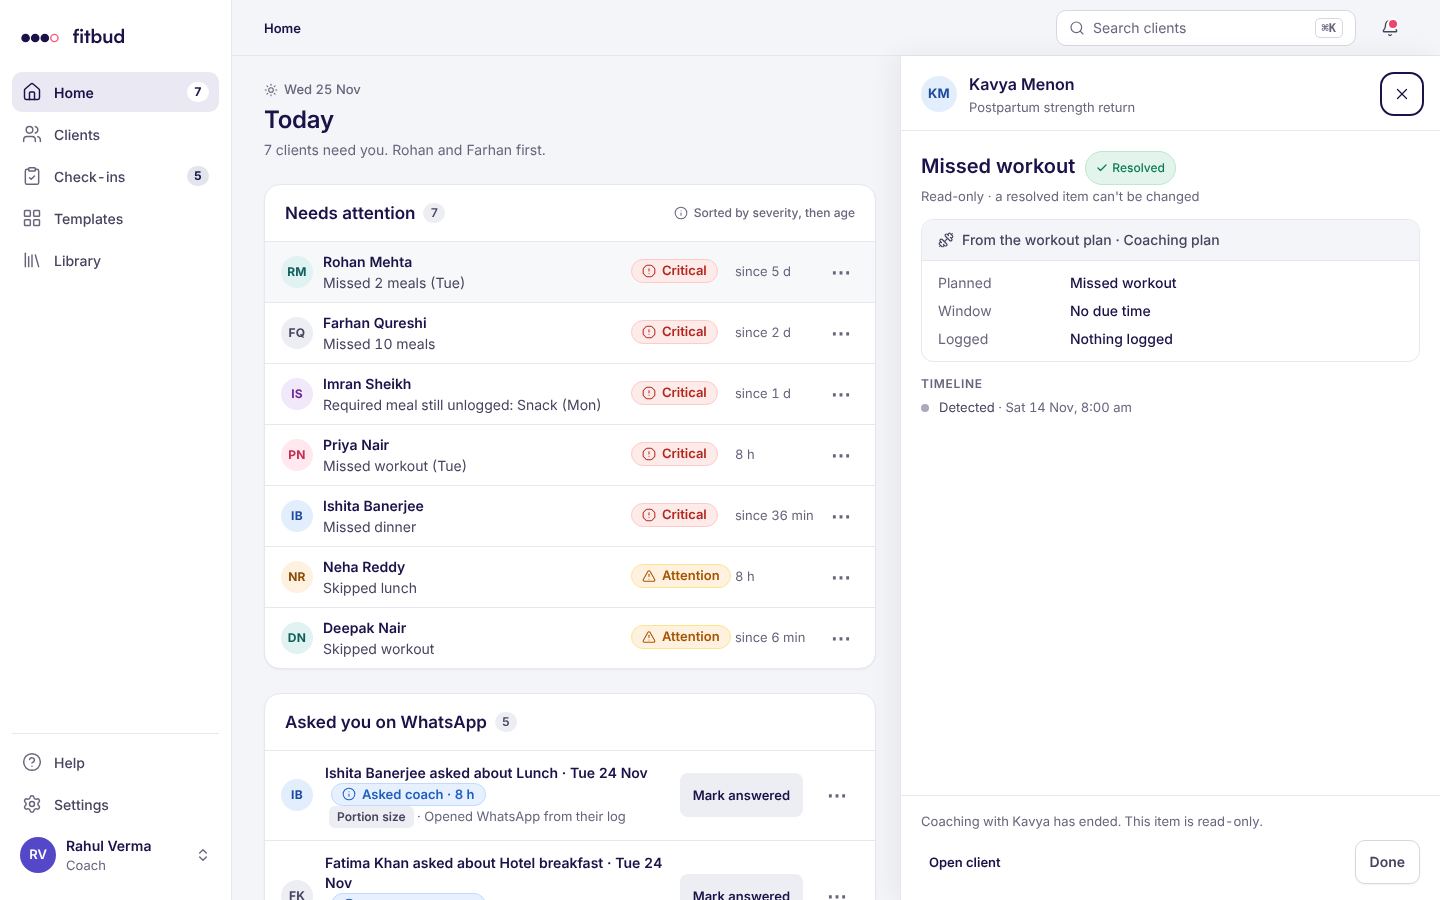 fitbud
Home 7
Clients
Check-ins 5
Templates
Library
Help
Settings
RV
Rahul Verma
Coach
Home
Search clients
⌘K
Wed 25 Nov
Today
7 clients need you. Rohan and Farhan first.
Needs attention 7
Sorted by severity, then age
RM
Rohan Mehta
Missed 2 meals (Tue)
Critical
since 5 d
FQ
Farhan Qureshi
Missed 10 meals
Critical
since 2 d
IS
Imran Sheikh
Required meal still unlogged: Snack (Mon)
Critical
since 1 d
PN
Priya Nair
Missed workout (Tue)
Critical
8 h
IB
Ishita Banerjee
Missed dinner
Critical
since 36 min
NR
Neha Reddy
Skipped lunch
Attention
8 h
DN
Deepak Nair
Skipped workout
Attention
since 6 min
Asked you on WhatsApp 5
IB
Ishita Banerjee asked about Lunch · Tue 24 Nov
Asked coach · 8 h
Portion size · Opened WhatsApp from their log
Mark answered
FK
Fatima Khan asked about Hotel breakfast · Tue 24
Nov
Mark answered
KM
Kavya Menon
Postpartum strength return
Missed workout
Resolved
Read-only · a resolved item can't be changed
From the workout plan · Coaching plan
Planned Missed workout
Window No due time
Logged Nothing logged
TIMELINE
Detected · Sat 14 Nov, 8:00 am
Coaching with Kavya has ended. This item is read-only.
Open client
Done